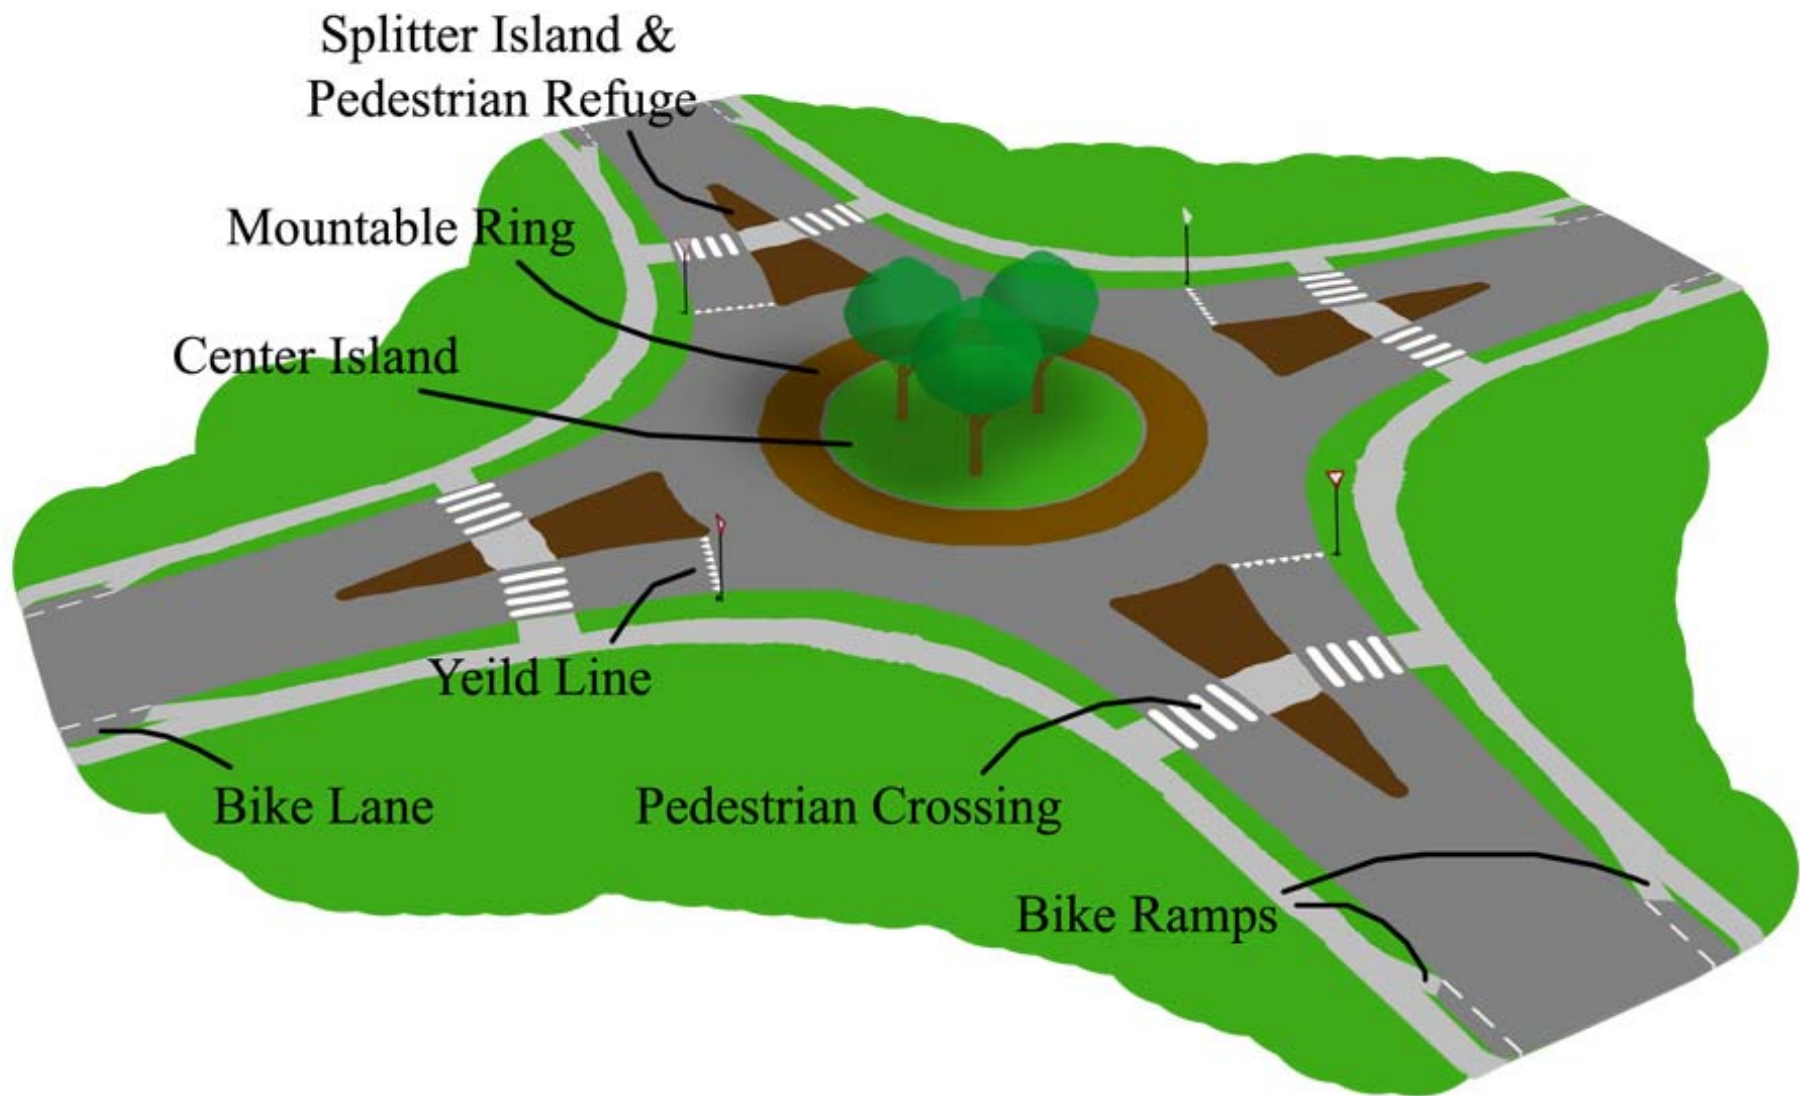 Splitter Island &
Pedestrian Refuge
Mountable Ring
Center Island
Yeild Line
Bike Lane
Pedestrian Crossing
Bike Ramps